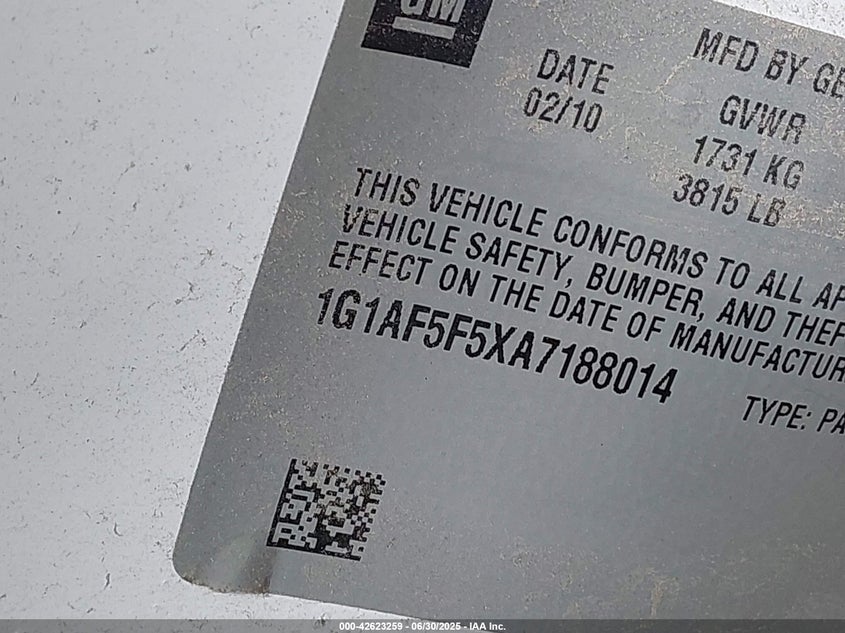 GM
MFD BY GE
DATE
02/10
GVWR
1731 KG
3815 LB
THIS VEHICLE CONFORMS TO ALL AP
VEHICLE SAFETY, BUMPER, AND THEF
EFFECT ON THE DATE OF MANUFACTUR
1G1AF5F5XA7188014
TYPE: PA
000-42623259 - 06/30/2025 - IAA Inc.